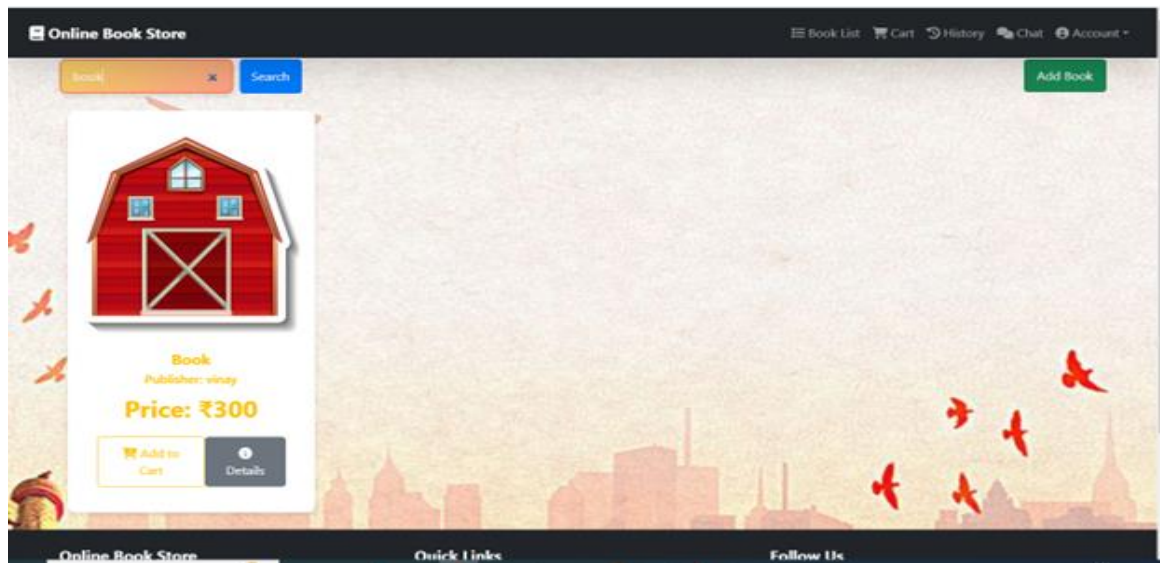 Online Book Store
Book List Cart History Chat Account
book Search Add Book
Book
Publisher: vinay
Price: ₹300
Add to
Cart
Details
Online Book Store Quick Links Follow Us